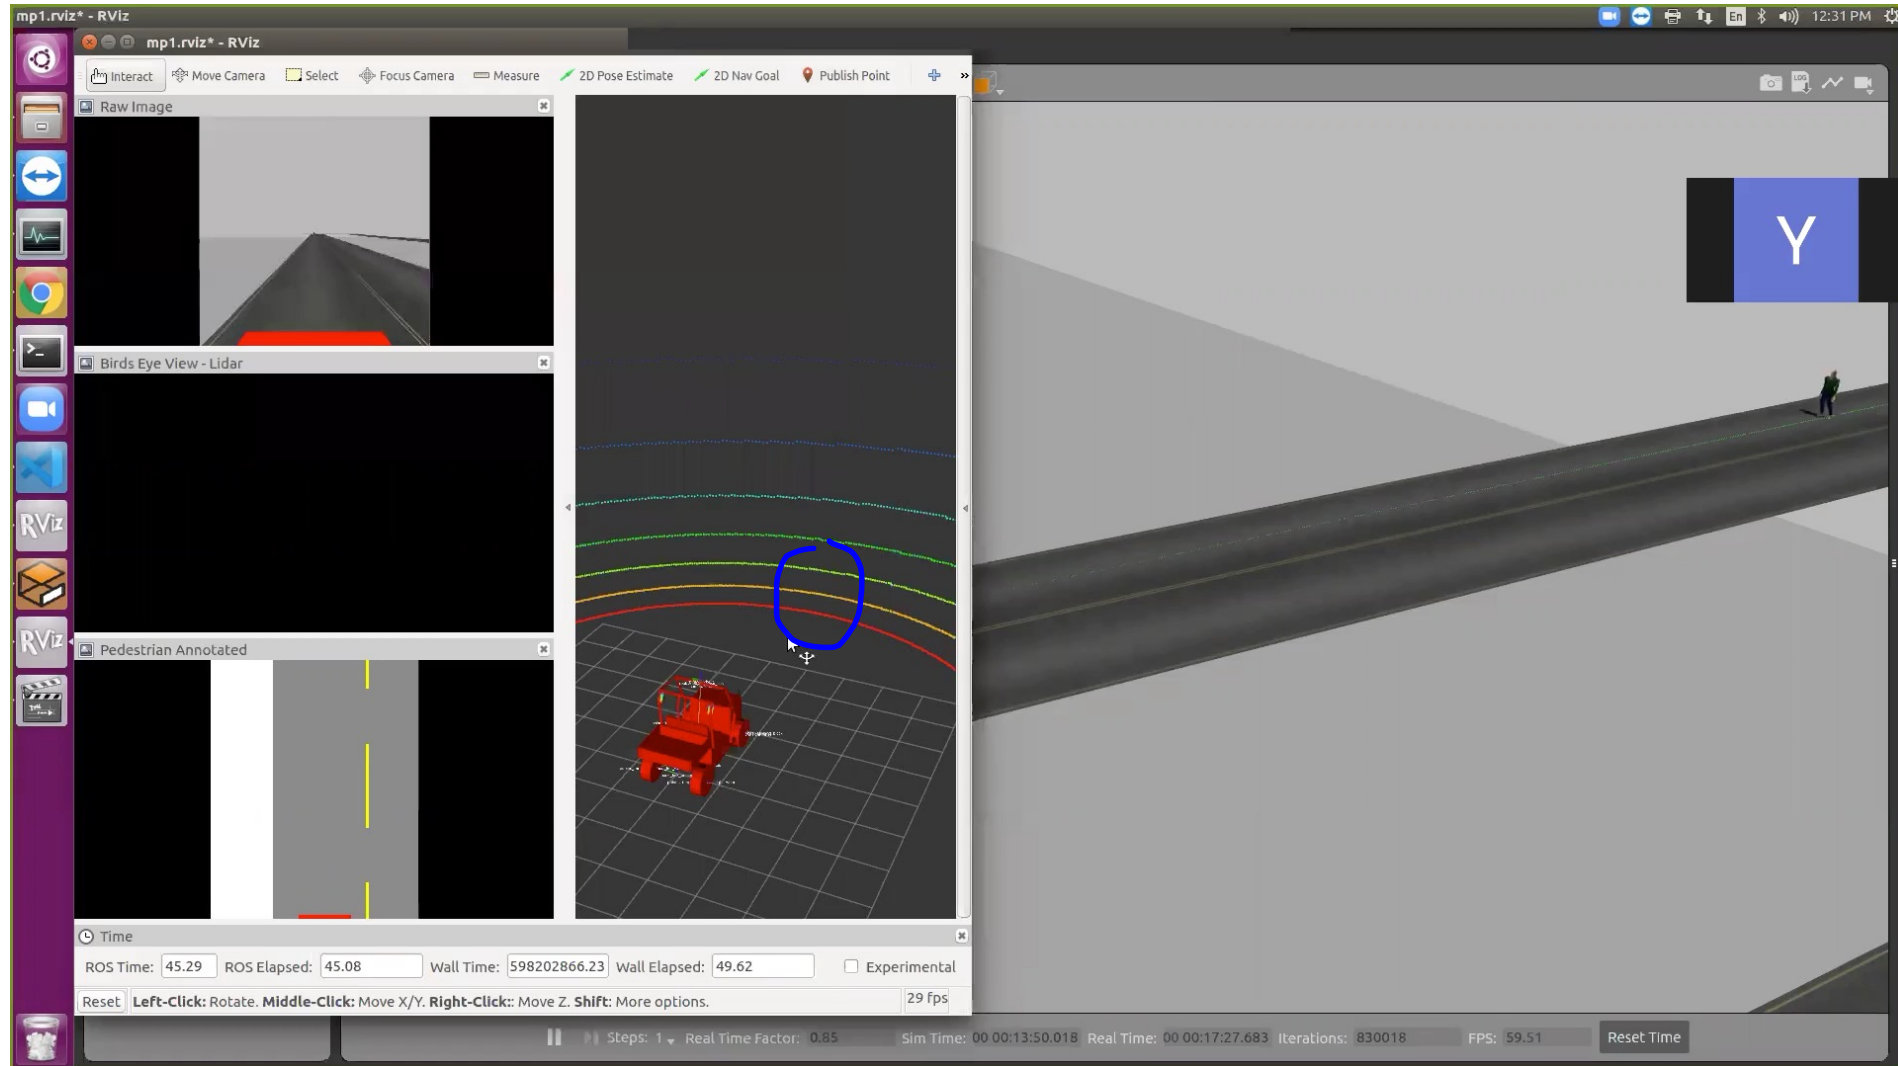 mp1.rviz* - RViz
En
12:31 PM
mp1.rviz* - RViz
Interact
Move Camera
Select
Focus Camera
Measure
2D Pose Estimate
2D Nav Goal
Publish Point
»
LOG
Raw Image
Birds Eye View - Lidar
Pedestrian Annotated
Y
RViz
RViz
Time
ROS Time: 45.29 ROS Elapsed: 45.08 Wall Time: 598202866.23 Wall Elapsed: 49.62 Experimental
Reset Left-Click: Rotate. Middle-Click: Move X/Y. Right-Click:: Move Z. Shift: More options. 29 fps
Steps: 1 Real Time Factor: 0.85 Sim Time: 00 00:13:50.018 Real Time: 00 00:17:27.683 Iterations: 830018 FPS: 59.51 Reset Time